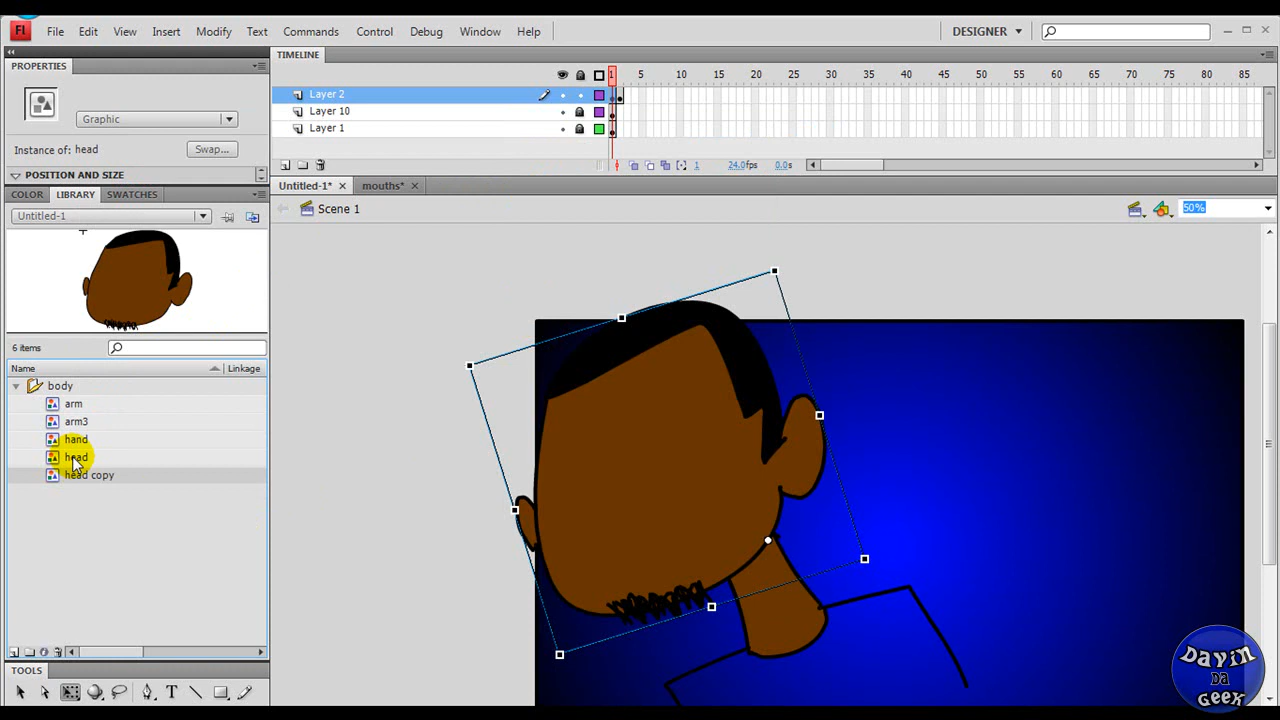 Fl File Edit View Insert Modify Text Commands Control Debug Window Help DESIGNER
PROPERTIES
Graphic
Instance of: head Swap...
POSITION AND SIZE
COLOR LIBRARY SWATCHES
Untitled-1
6 items
Name Linkage
body
arm
arm3
hand
head
head copy
TOOLS
T
TIMELINE
1 5 10 15 20 25 30 35 40 45 50 55 60 65 70 75 80 85
Layer 2
Layer 10
Layer 1
1 24.0fps 0.0s
Untitled-1* mouths*
Scene 1 50%
Dayin
Da
Geek